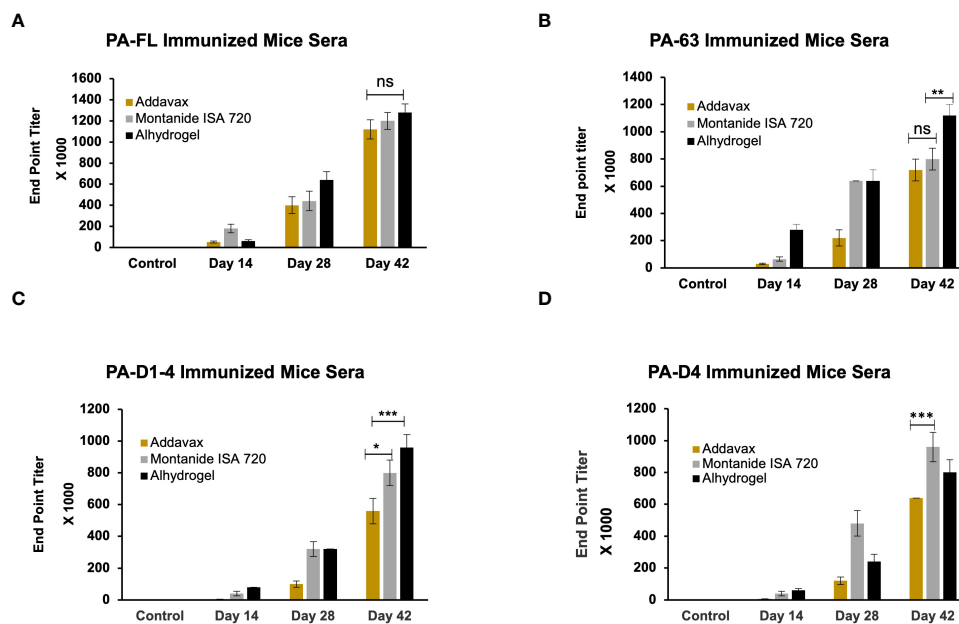 A
PA-FL Immunized Mice Sera
End Point Titer
X 1000
1600
1400
1200
1000
800
600
400
200
0
Addavax
Montanide ISA 720
Alhydrogel
ns
Control
Day 14
Day 28
Day 42
B
PA-63 Immunized Mice Sera
End point titer
X 1000
1400
1200
1000
800
600
400
200
0
Addavax
Montanide ISA 720
Alhydrogel
**
ns
Control
Day 14
Day 28
Day 42
C
PA-D1-4 Immunized Mice Sera
End Point Titer
X 1000
1200
1000
800
600
400
200
0
Addavax
Montanide ISA 720
Alhydrogel
***
*
Control
Day 14
Day 28
Day 42
D
PA-D4 Immunized Mice Sera
End Point Titer
X 1000
1200
1000
800
600
400
200
0
Addavax
Montanide ISA 720
Alhydrogel
***
Control
Day 14
Day 28
Day 42